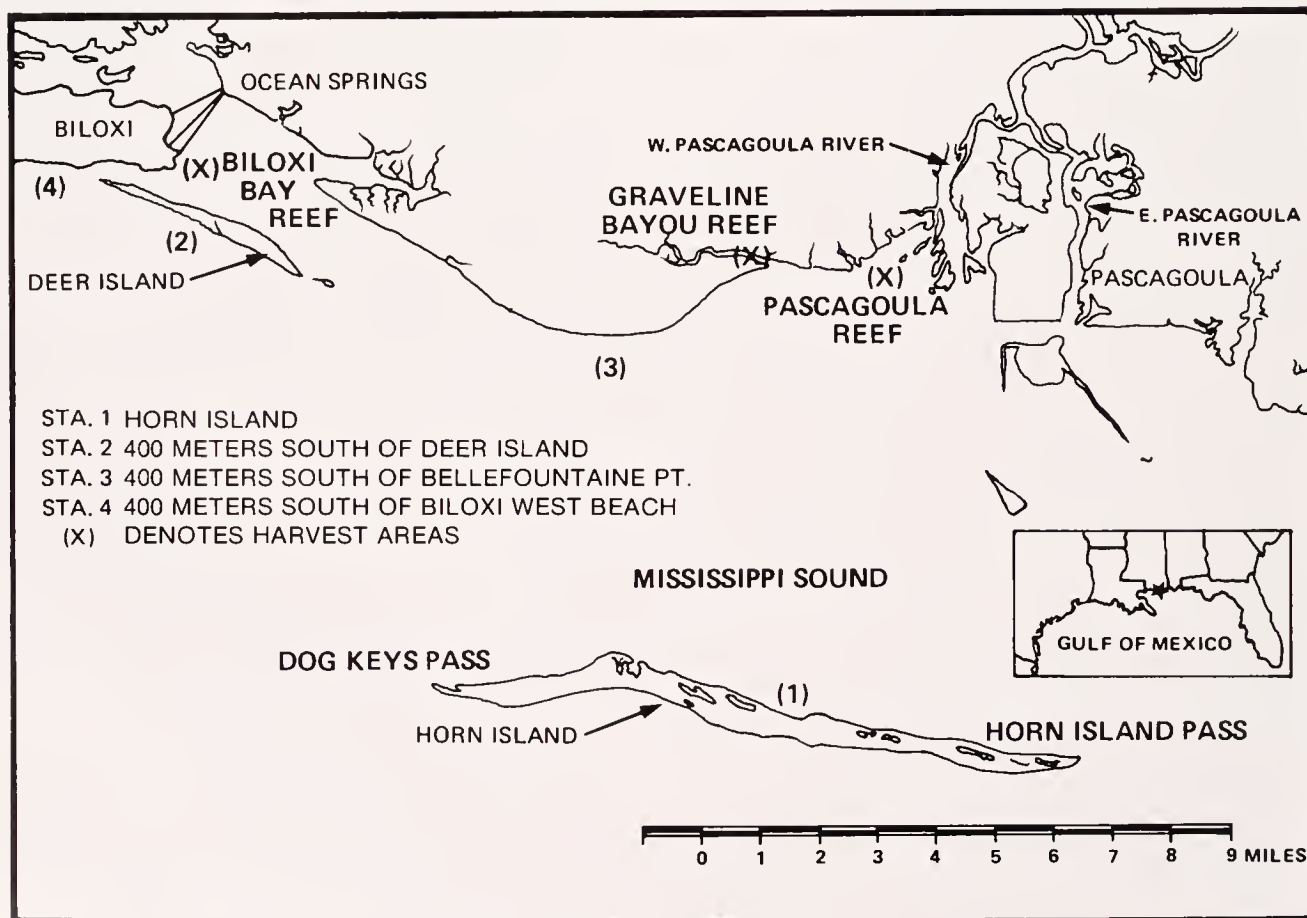 OCEAN SPRINGS
BILOXI
(X) BILOXI
BAY
REEF
(4)
(2)
DEER ISLAND
W. PASCAGOULA RIVER
GRAVELINE
BAYOU REEF
(X)
E. PASCAGOULA
RIVER
(X)
PASCAGOULA
REEF
PASCAGOULA
(3)
STA. 1 HORN ISLAND
STA. 2 400 METERS SOUTH OF DEER ISLAND
STA. 3 400 METERS SOUTH OF BELLEFOUNTAINE PT.
STA. 4 400 METERS SOUTH OF BILOXI WEST BEACH
(X) DENOTES HARVEST AREAS
MISSISSIPPI SOUND
GULF OF MEXICO
DOG KEYS PASS
(1)
HORN ISLAND
HORN ISLAND PASS
0 1 2 3 4 5 6 7 8 9 MILES